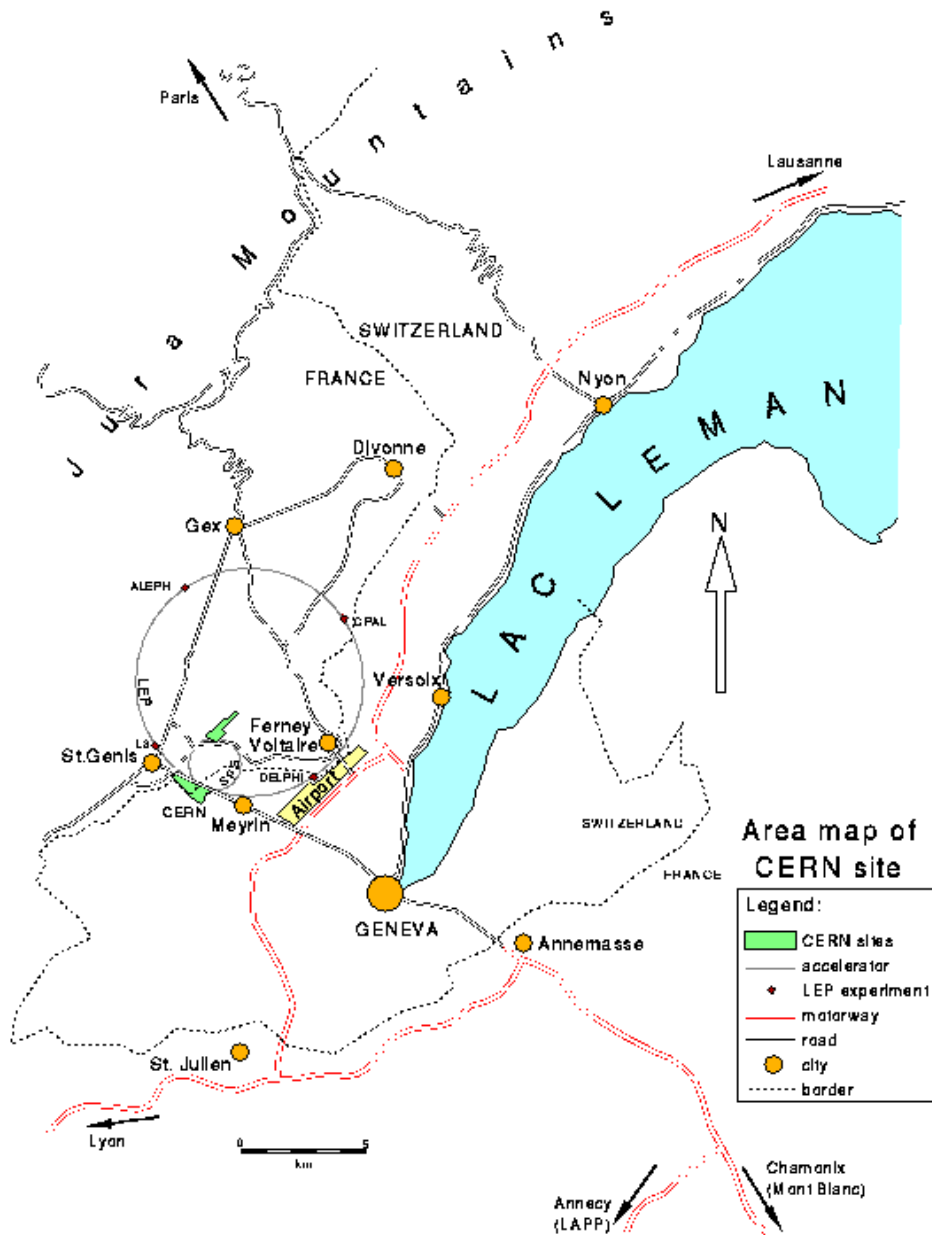 Jura Mountains
Paris
Lausanne
SWITZERLAND
FRANCE
Nyon
Divonne
LAC LEMAN
Gex
N
ALEPH
OPAL
LEP
Versoix
Ferney
Voltaire
L3
St.Genis
SPS
DELPHI
Airport
CERN
Meyrin
SWITZERLAND
FRANCE
GENEVA
Annemasse
St. Julien
Lyon
0 5
km
Annecy
(LAPP)
Chamonix
(Mont Blanc)
Area map of
CERN site
Legend:
CERN sites
accelerator
LEP experiment
motorway
road
city
border